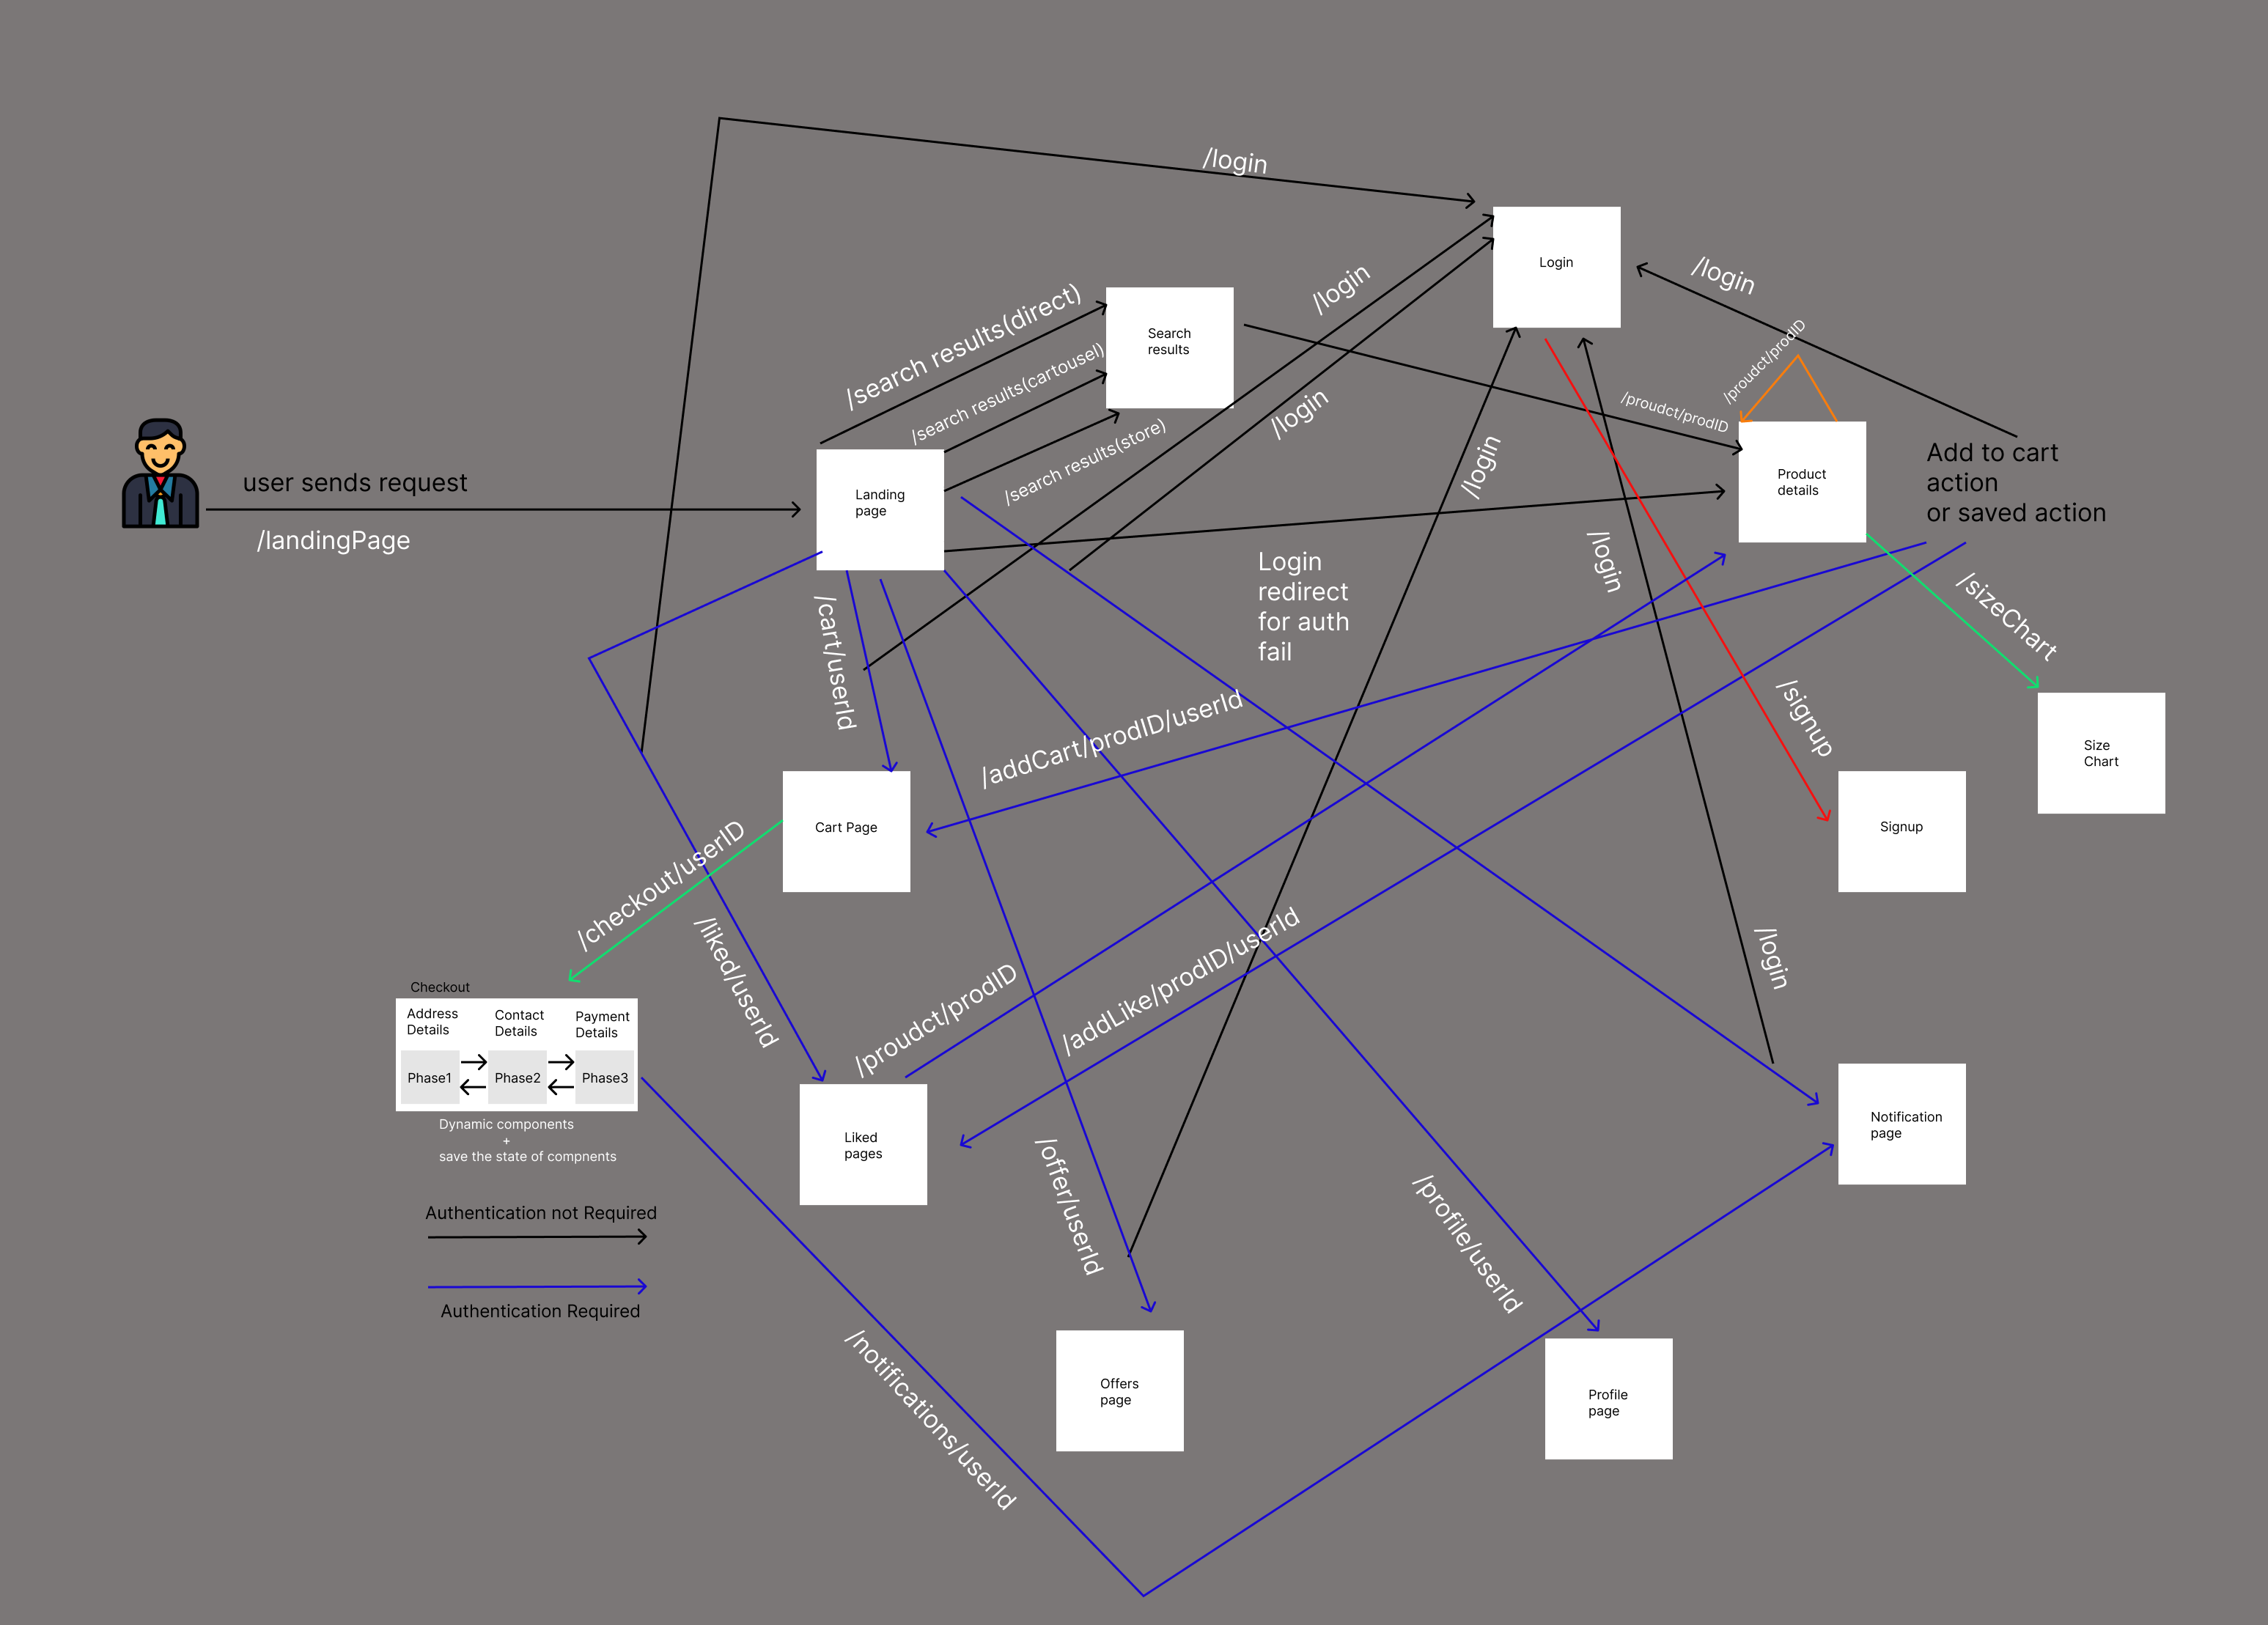 /login
/login
/login
Login
/login
/search results(direct)
Search
results
/search results(cartousel)
/search results(store)
/login
/proudct/prodID
/proudct/prodID
user sends request
/landingPage
Landing
page
/login
Product
details
Add to cart
action
or saved action
Login
redirect
for auth
fail
/login
/sizeChart
/cart/userId
/addCart/prodID/userId
/signup
Size
Chart
Cart Page
Signup
/checkout/userID
/liked/userId
/proudct/prodID
/addLike/prodID/userId
/login
Checkout
Address
Details
Contact
Details
Payment
Details
Phase1
Phase2
Phase3
Dynamic components
+
save the state of compnents
Liked
pages
Notification
page
/offer/userId
/profile/userId
Authentication not Required
Authentication Required
/notifications/userId
Offers
page
Profile
page